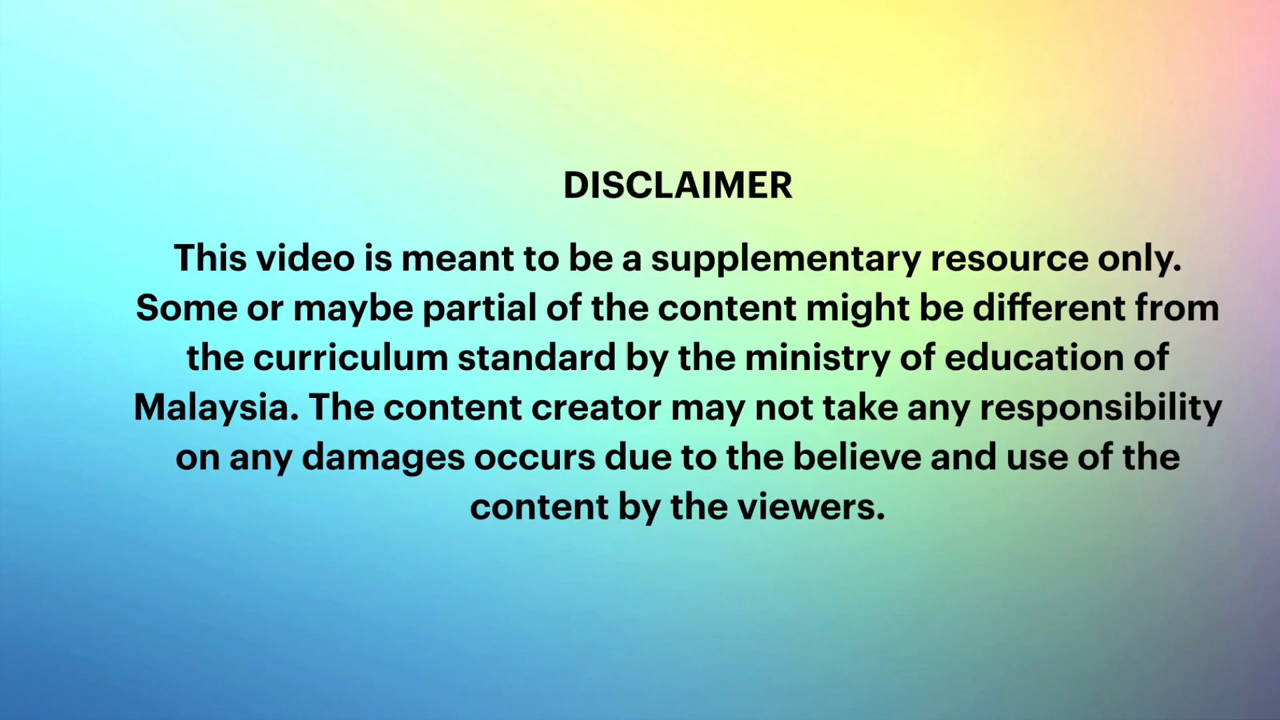 DISCLAIMER
This video is meant to be a supplementary resource only.
Some or maybe partial of the content might be different from
the curriculum standard by the ministry of education of
Malaysia. The content creator may not take any responsibility
on any damages occurs due to the believe and use of the
content by the viewers.